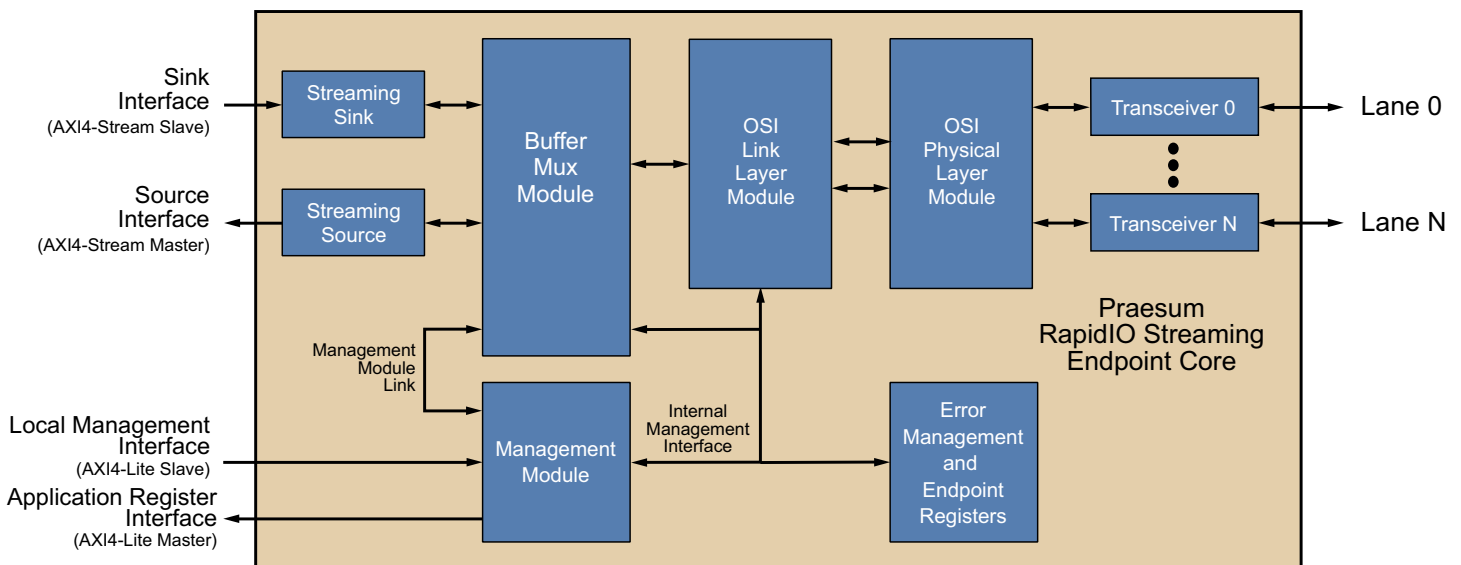 Sink
Interface
(AXI4-Stream Slave)
Streaming
Sink
Source
Interface
(AXI4-Stream Master)
Streaming
Source
Buffer
Mux
Module
OSI
Link
Layer
Module
OSI
Physical
Layer
Module
Transceiver 0
Lane 0
Transceiver N
Lane N
Praesum
RapidIO Streaming
Endpoint Core
Management
Module
Link
Local Management
Interface
(AXI4-Lite Slave)
Application Register
Interface
(AXI4-Lite Master)
Management
Module
Internal
Management
Interface
Error
Management
and
Endpoint
Registers